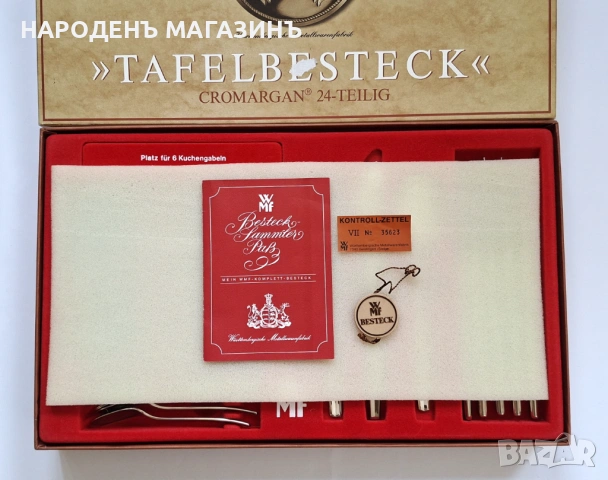 НАРОДЕНЪ МАГАЗИНЪ
»TAFELBESTECK«
CROMARGAN® 24-TEILIG
Platz für 6 Kuchengabeln
WMF
Besteck
Sammler
Paß
MEIN WMF-KOMPLETT-BESTECK
Württembergische Metallwarenfabrik
KONTROLL-ZETTEL
VII Nr. 35623
WMF
WMF
BESTECK
MF
BAZAR